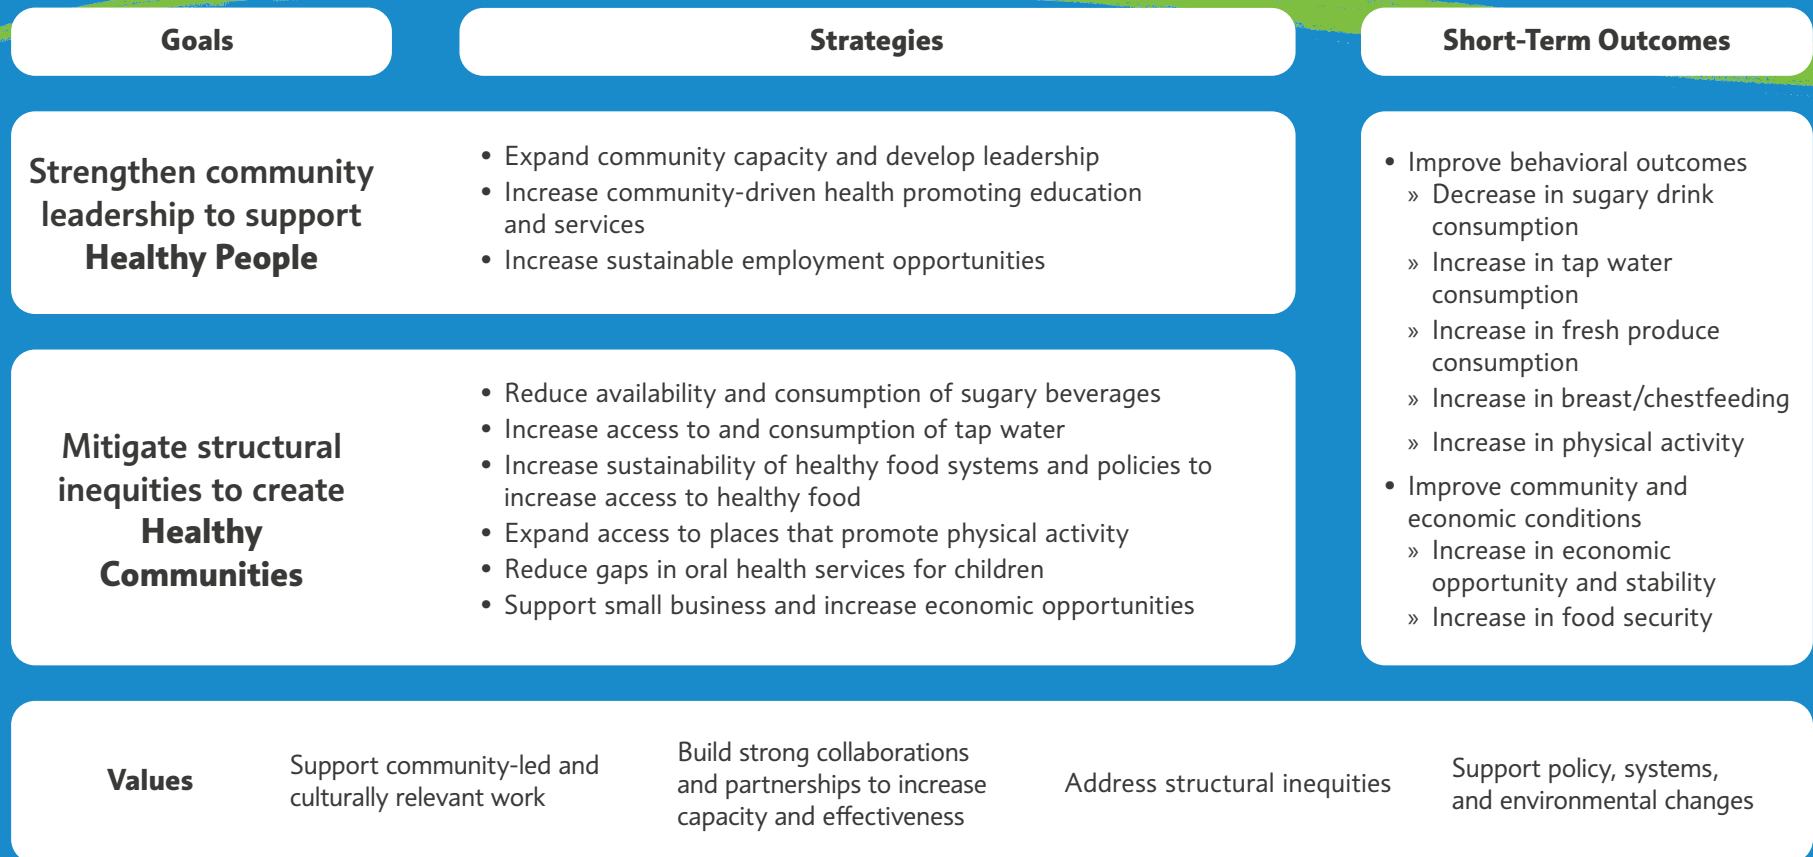 Goals
Strategies
Short-Term Outcomes
Strengthen community
leadership to support
Healthy People
• Expand community capacity and develop leadership
• Increase community-driven health promoting education
and services
• Increase sustainable employment opportunities
Mitigate structural
inequities to create
Healthy
Communities
• Reduce availability and consumption of sugary beverages
• Increase access to and consumption of tap water
• Increase sustainability of healthy food systems and policies to
increase access to healthy food
• Expand access to places that promote physical activity
• Reduce gaps in oral health services for children
• Support small business and increase economic opportunities
• Improve behavioral outcomes
» Decrease in sugary drink
consumption
» Increase in tap water
consumption
» Increase in fresh produce
consumption
» Increase in breast/chestfeeding
» Increase in physical activity
• Improve community and
economic conditions
» Increase in economic
opportunity and stability
» Increase in food security
Values
Support community-led and
culturally relevant work
Build strong collaborations
and partnerships to increase
capacity and effectiveness
Address structural inequities
Support policy, systems,
and environmental changes